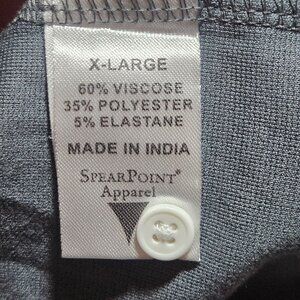 X-LARGE
60% VISCOSE
35% POLYESTER
5% ELASTANE
MADE IN INDIA
SPEARPOINT®
Apparel